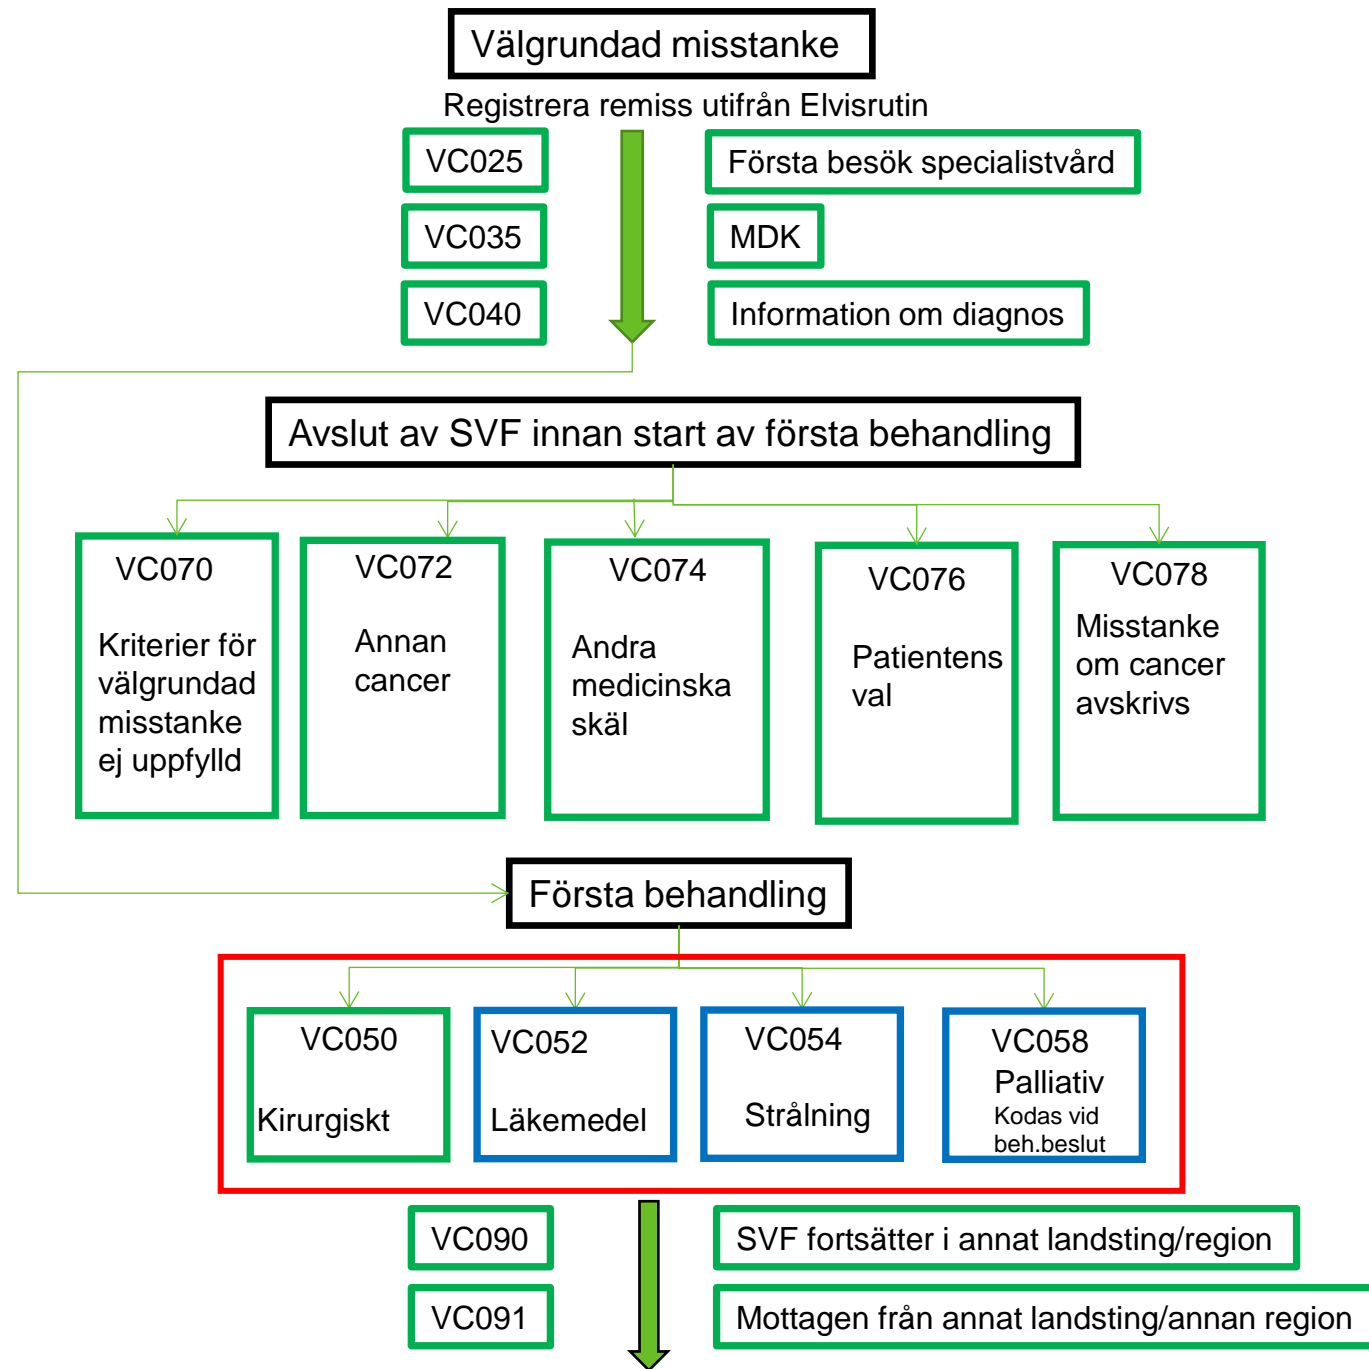 Välgrundad misstanke
Registrera remiss utifrån Elvisrutin
VC025
Första besök specialistvård
VC035
MDK
VC040
Information om diagnos
Avslut av SVF innan start av första behandling
VC070
Kriterier för
välgrundad
misstanke
ej uppfylld
VC072
Annan
cancer
VC074
Andra
medicinska
skäl
VC076
Patientens
val
VC078
Misstanke
om cancer
avskrivs
Första behandling
VC050
Kirurgiskt
VC052
Läkemedel
VC054
Strålning
VC058
Palliativ
Kodas vid
beh.beslut
VC090
SVF fortsätter i annat landsting/region
VC091
Mottagen från annat landsting/annan region